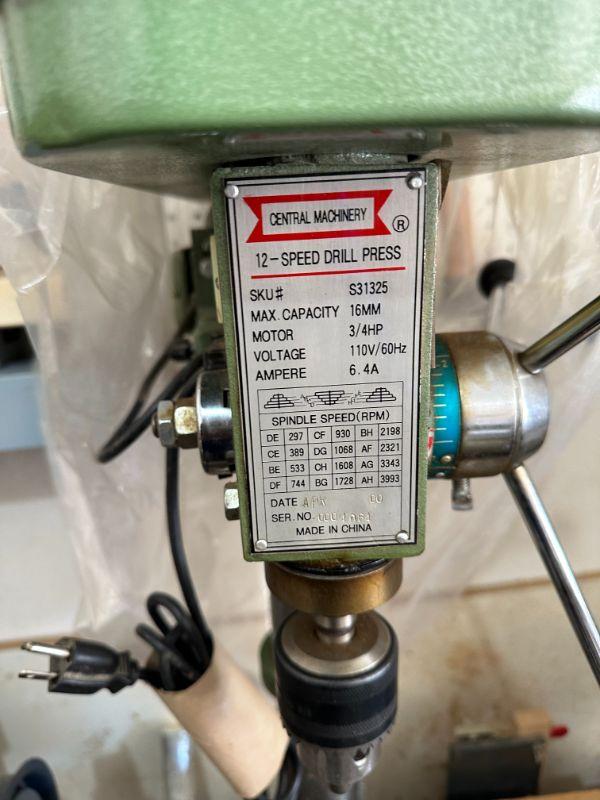 CENTRAL MACHINERY
®
12-SPEED DRILL PRESS
SKU# S31325
MAX. CAPACITY 16MM
MOTOR 3/4HP
VOLTAGE 110V/60Hz
AMPERE 6.4A
SPINDLE SPEED(RPM)
DE 297 CF 930 BH 2198
CE 389 DG 1068 AF 2321
BE 533 CH 1608 AG 3343
DF 744 BG 1728 AH 3993
DATE APR 00
SER. NO.
MADE IN CHINA